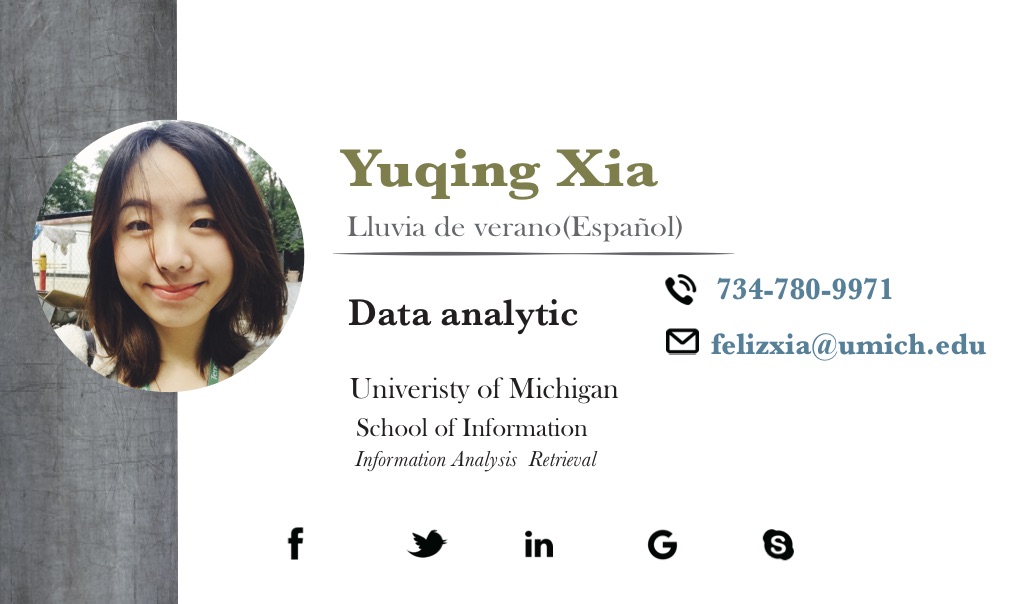 Yuqing Xia
Lluvia de verano(Español)
734-780-9971
Data analytic
felizxia@umich.edu
Univeristy of Michigan
School of Information
Information Analysis Retrieval